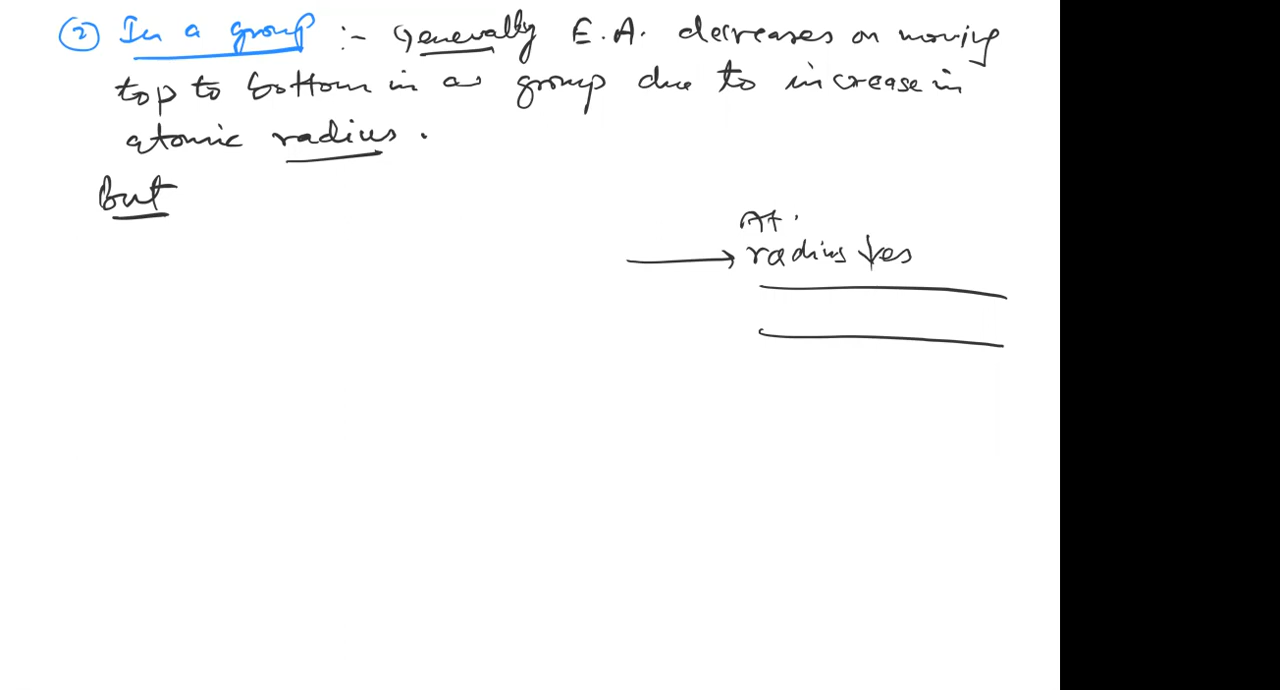 ② In a group :- Generally E.A. decreases on moving
top to bottom in a group due to increase in
atomic radius .
But
At.
→ radius ↓es